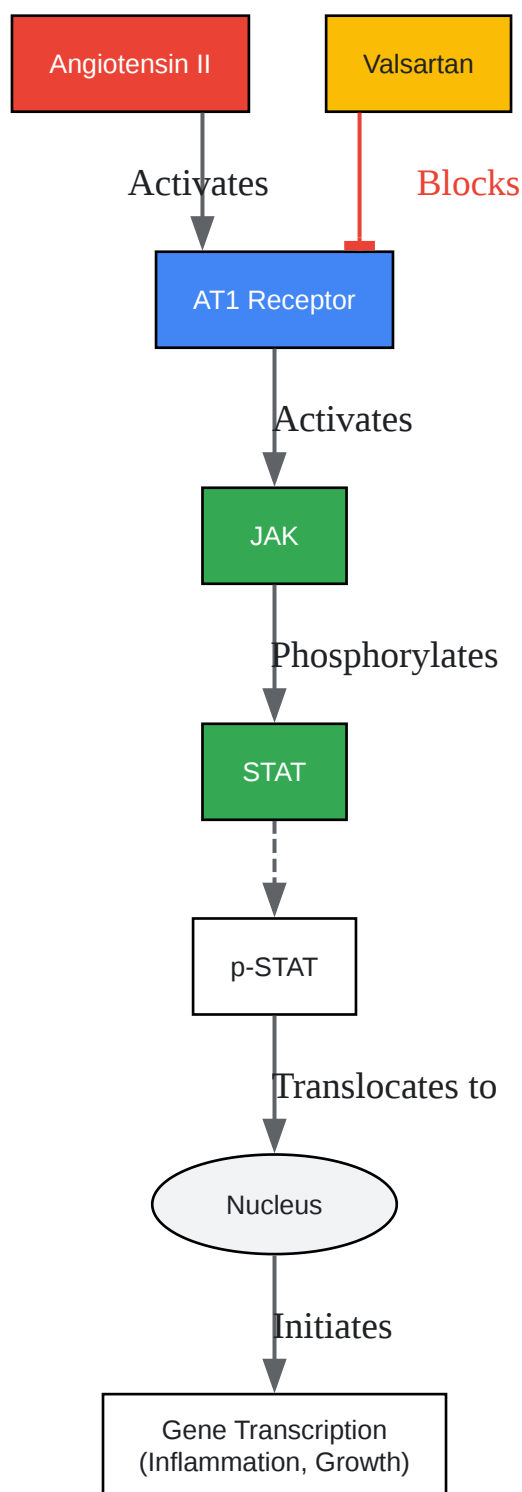 Angiotensin II
Valsartan
Activates
Blocks
AT1 Receptor
Activates
JAK
Phosphorylates
STAT
p-STAT
Translocates to
Nucleus
Initiates
Gene Transcription
(Inflammation, Growth)